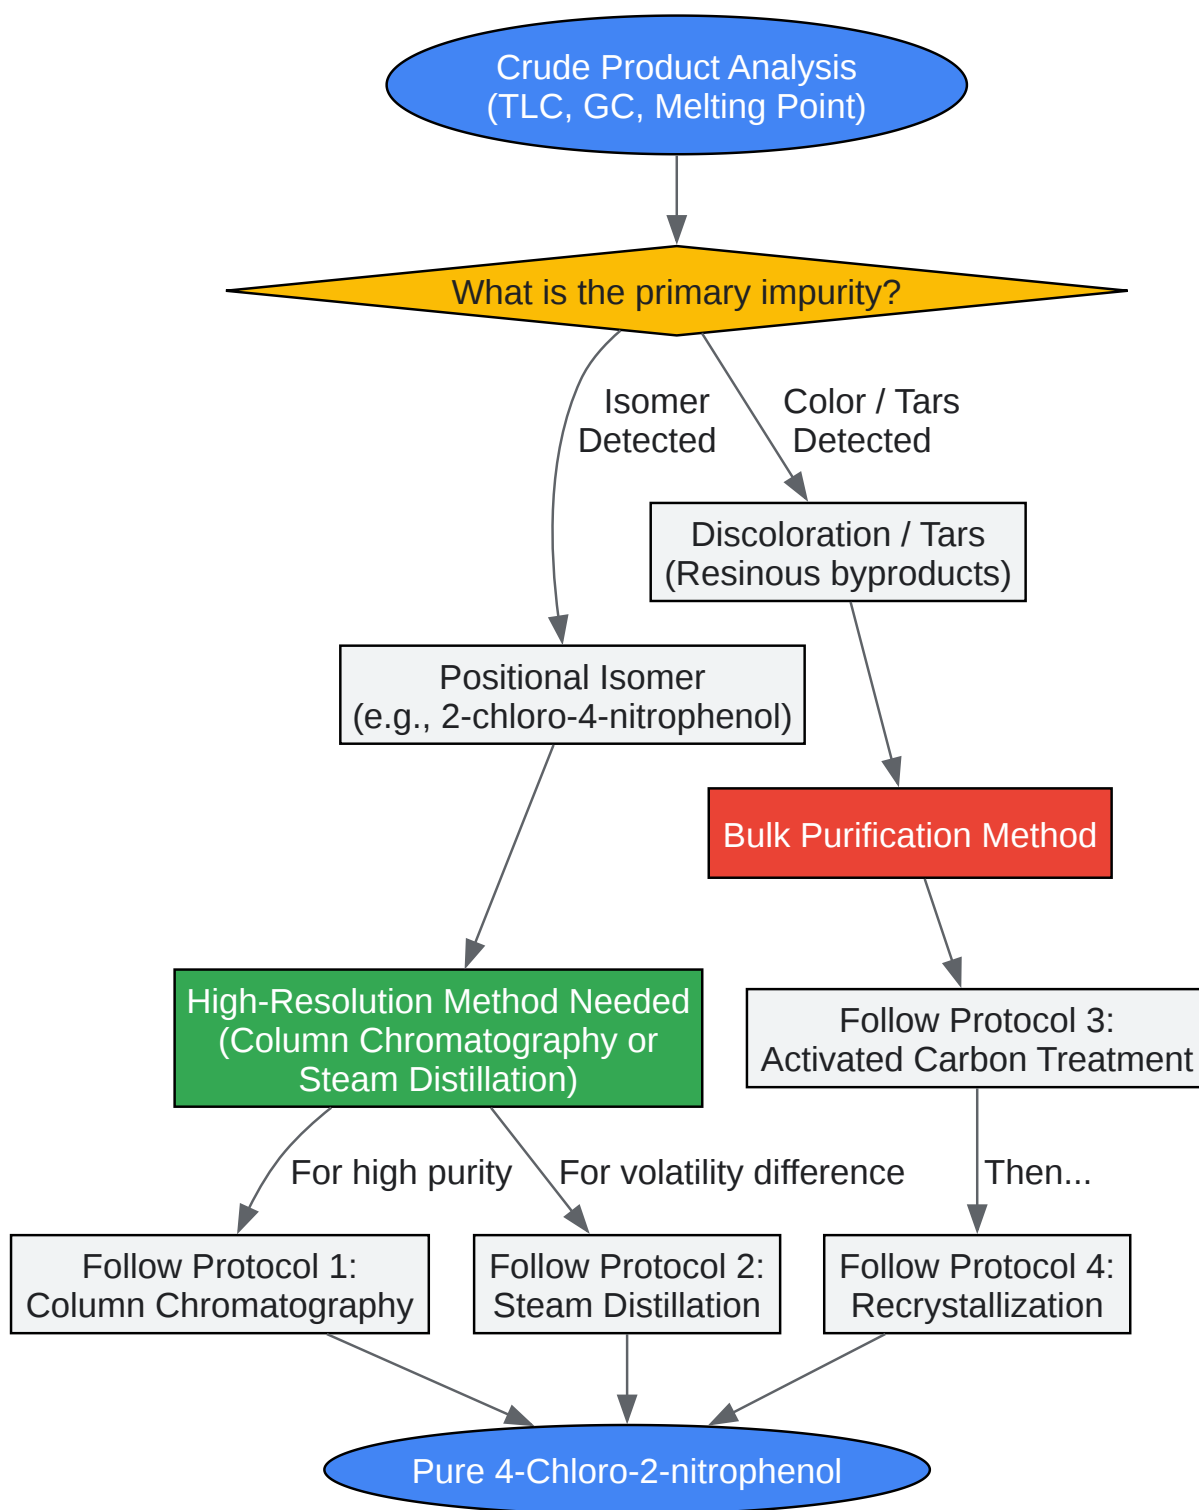 Crude Product Analysis
(TLC, GC, Melting Point)
What is the primary impurity?
Isomer
Detected
Color / Tars
Detected
Discoloration / Tars
(Resinous byproducts)
Positional Isomer
(e.g., 2-chloro-4-nitrophenol)
Bulk Purification Method
High-Resolution Method Needed
(Column Chromatography or
Steam Distillation)
Follow Protocol 3:
Activated Carbon Treatment
For high purity
For volatility difference
Then...
Follow Protocol 1:
Column Chromatography
Follow Protocol 2:
Steam Distillation
Follow Protocol 4:
Recrystallization
Pure 4-Chloro-2-nitrophenol